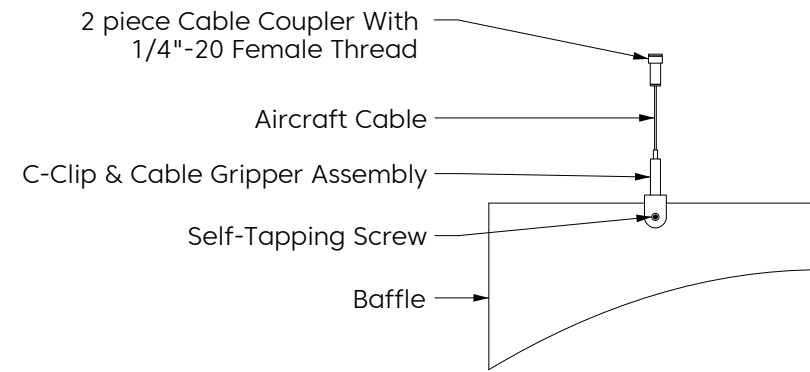 2 piece Cable Coupler With
1/4"-20 Female Thread
Aircraft Cable
C-Clip & Cable Gripper Assembly
Self-Tapping Screw
Baffle